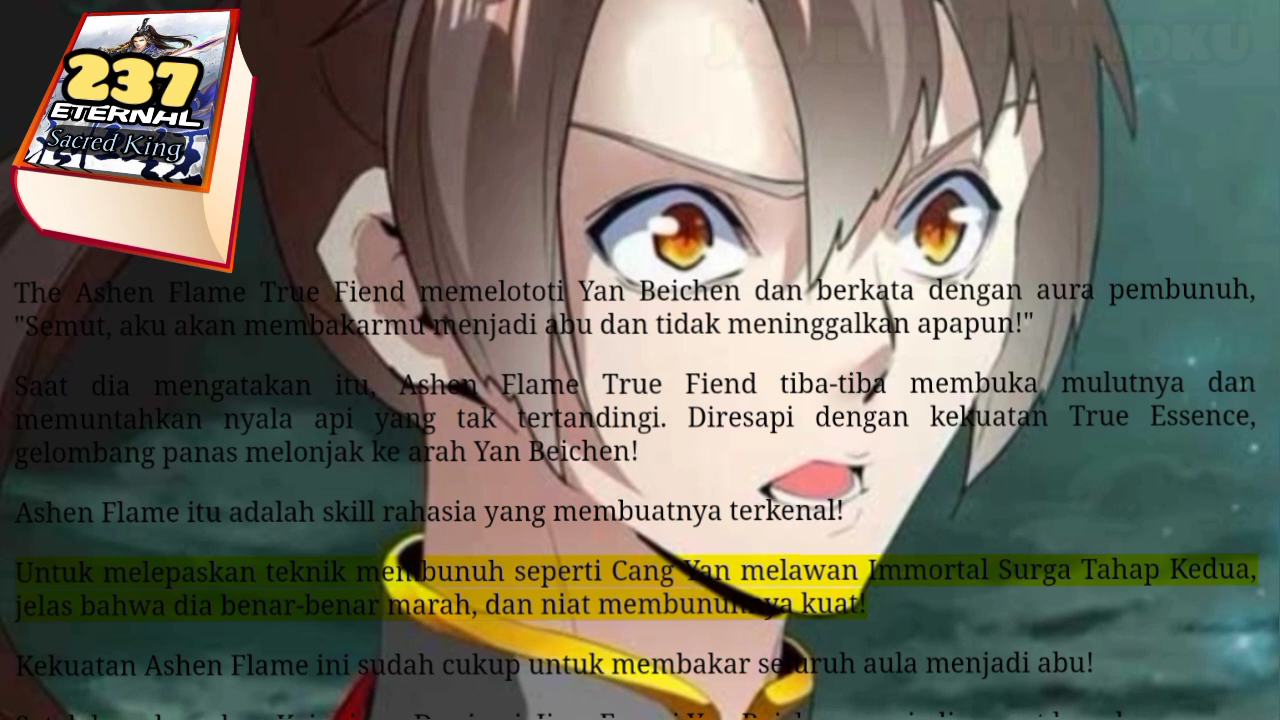 237
ETERNAL
Sacred King
The Ashen Flame True Fiend memelototi Yan Beichen dan berkata dengan aura pembunuh,
"Semut, aku akan membakarmu menjadi abu dan tidak meninggalkan apapun!"
Saat dia mengatakan itu, Ashen Flame True Fiend tiba-tiba membuka mulutnya dan
memuntahkan nyala api yang tak tertandingi. Diresapi dengan kekuatan True Essence,
gelombang panas melonjak ke arah Yan Beichen!
Ashen Flame itu adalah skill rahasia yang membuatnya terkenal!
Untuk melepaskan teknik membunuh seperti Cang Yan melawan Immortal Surga Tahap Kedua,
jelas bahwa dia benar-benar marah, dan niat membunuhnya kuat!
Kekuatan Ashen Flame ini sudah cukup untuk membakar seluruh aula menjadi abu!